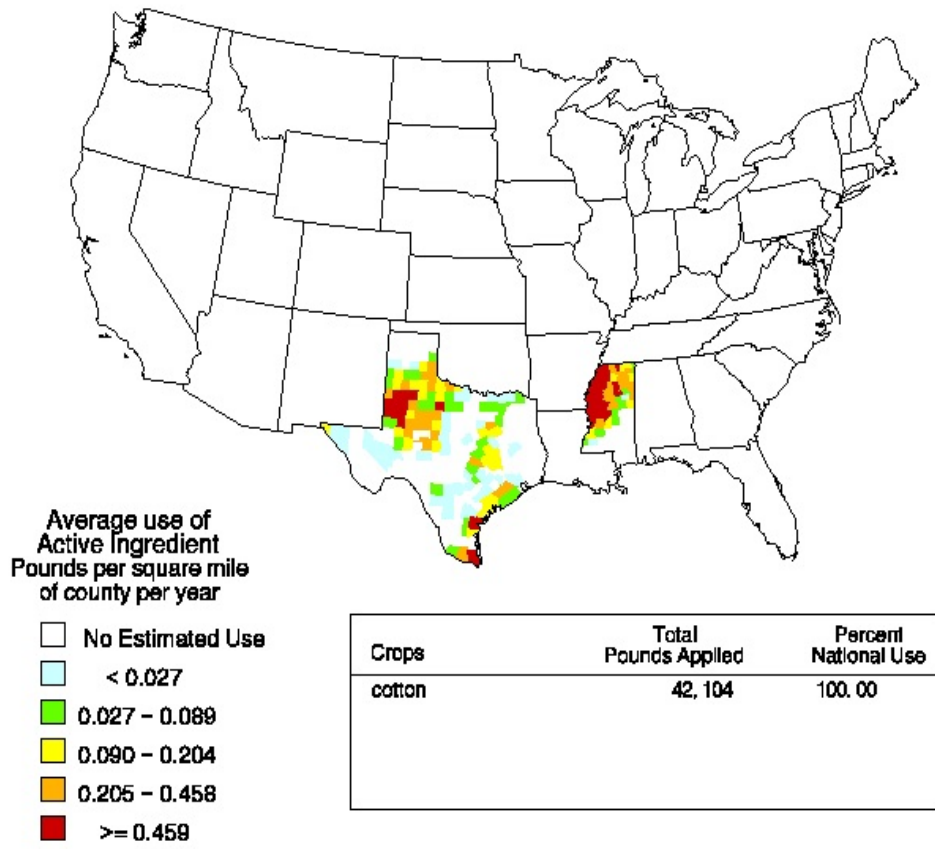 Average use of
Active Ingredient
Pounds per square mile
of county per year
No Estimated Use
< 0.027
0.027 - 0.089
0.090 - 0.204
0.205 - 0.458
>= 0.459
Crops Total Pounds Applied Percent National Use
cotton 42, 104 100. 00